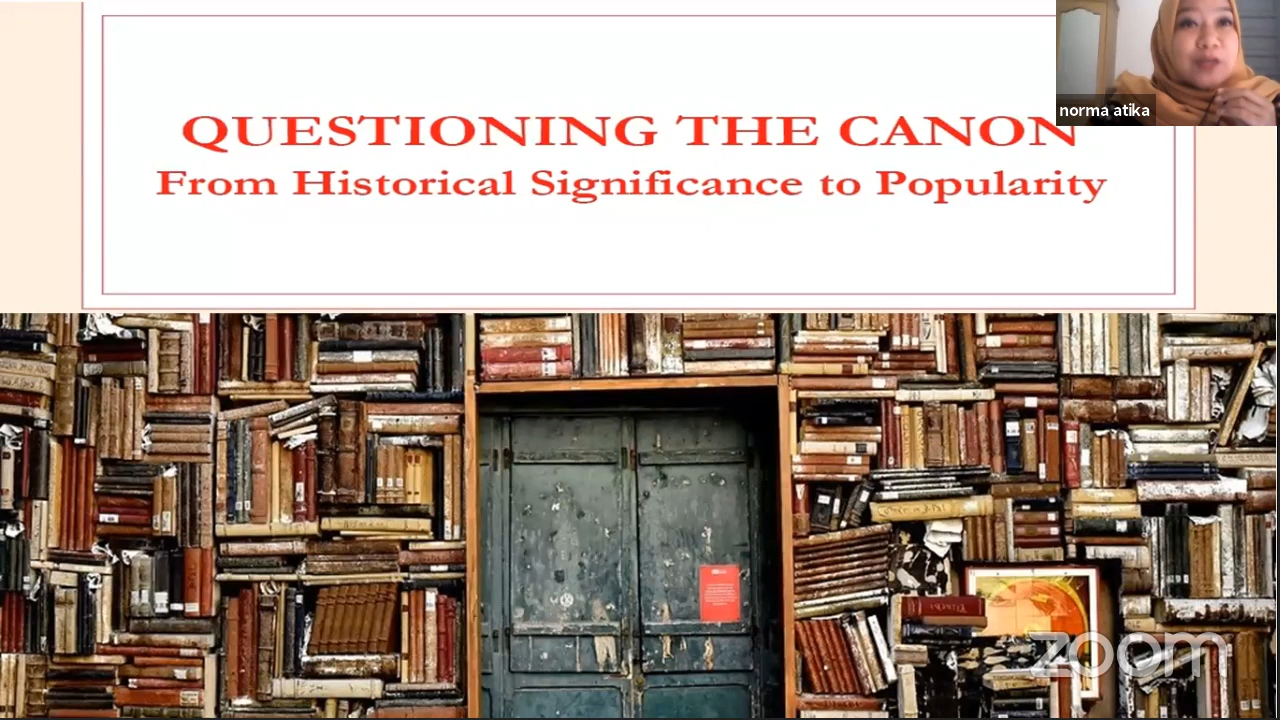 QUESTIONING THE CANON
From Historical Significance to Popularity
norma atika
zoom